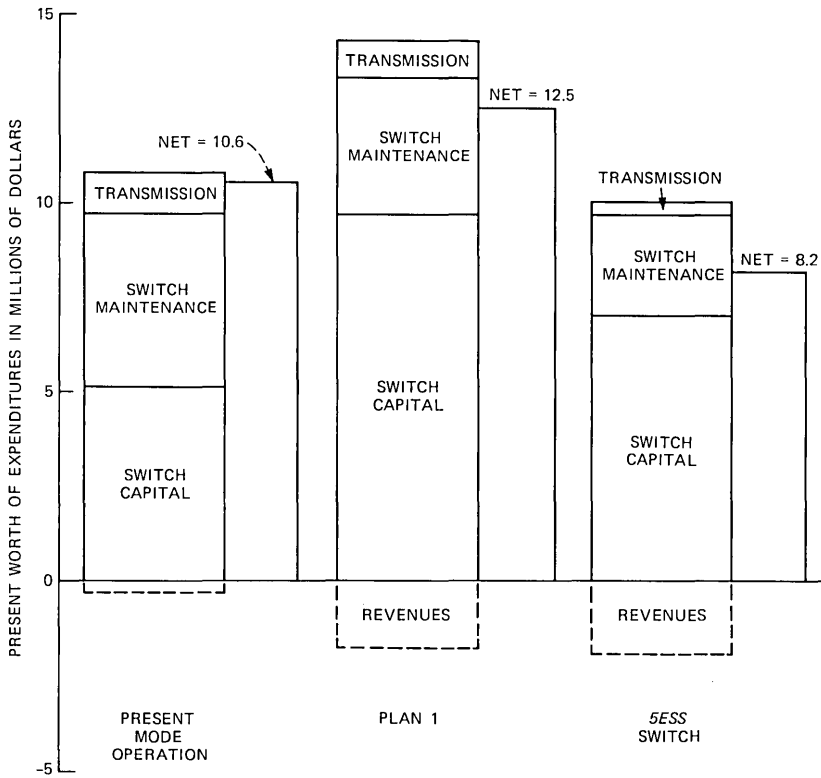 PRESENT WORTH OF EXPENDITURES IN MILLIONS OF DOLLARS
15
10
5
0
-5
NET = 10.6
TRANSMISSION
SWITCH
MAINTENANCE
SWITCH
CAPITAL
PRESENT
MODE
OPERATION
TRANSMISSION
NET = 12.5
SWITCH
MAINTENANCE
SWITCH
CAPITAL
REVENUES
PLAN 1
TRANSMISSION
SWITCH
MAINTENANCE
NET = 8.2
SWITCH
CAPITAL
REVENUES
5ESS
SWITCH